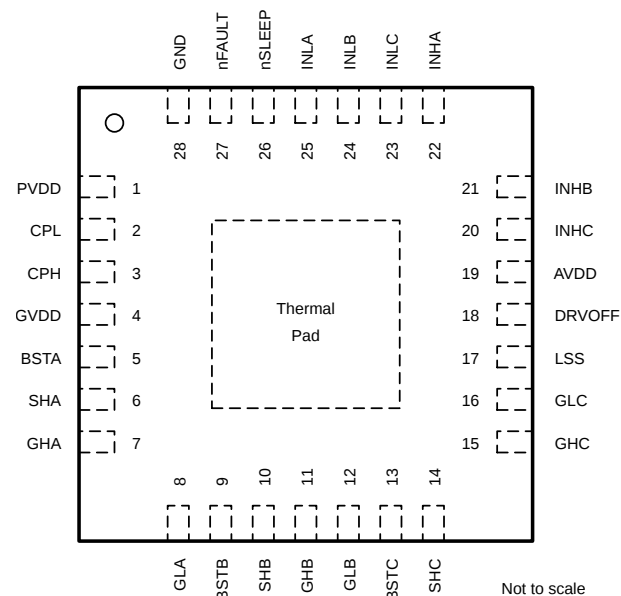 GND
nFAULT
nSLEEP
INLA
INLB
INLC
INHA
28
27
26
25
24
23
22
PVDD 1
CPL 2
CPH 3
GVDD 4
BSTA 5
SHA 6
GHA 7
21 INHB
20 INHC
19 AVDD
18 DRVOFF
17 LSS
16 GLC
15 GHC
Thermal
Pad
8
9
10
11
12
13
14
GLA
BSTB
SHB
GHB
GLB
BSTC
SHC
Not to scale